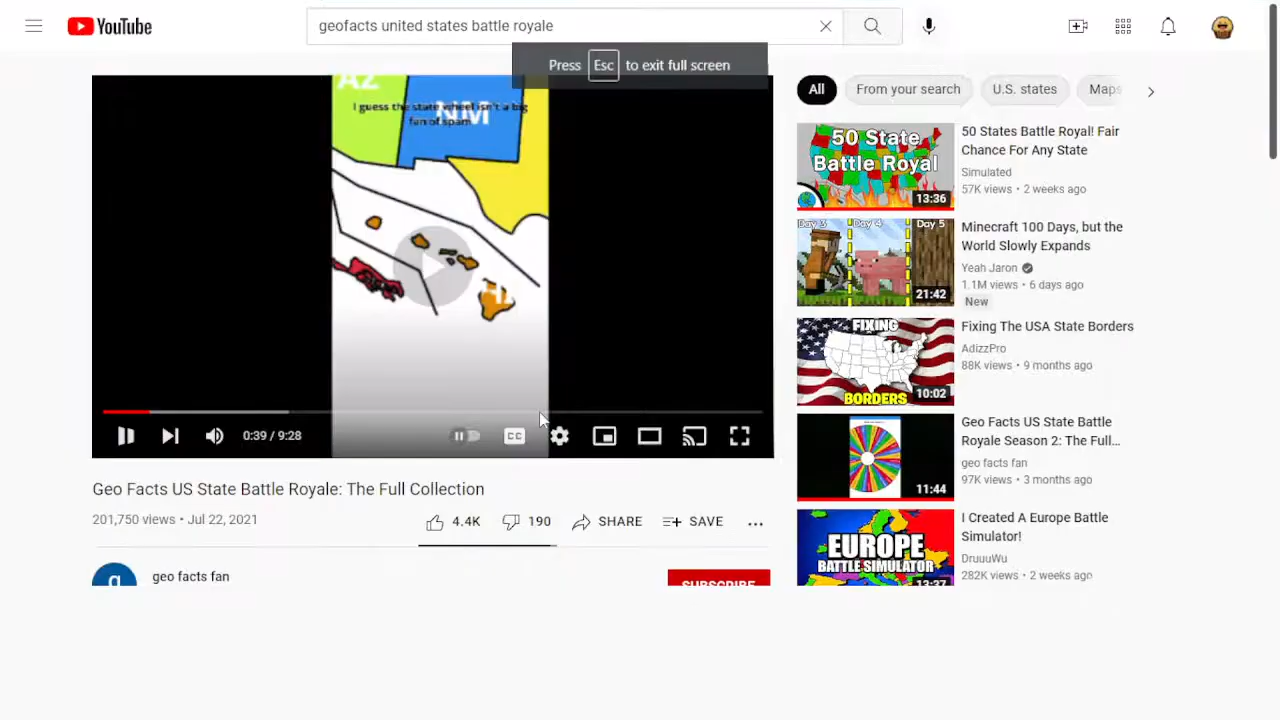 YouTube
geofacts united states battle royale
Press Esc to exit full screen
AZ
I guess the state wheel isn't a big
fan of spam
NM
HI
CC
0:39 / 9:28
Geo Facts US State Battle Royale: The Full Collection
201,750 views • Jul 22, 2021
4.4K
190
SHARE
SAVE
g
geo facts fan
SUBSCRIBE
All
From your search
U.S. states
Maps
50 State
Battle Royal
13:36
50 States Battle Royal! Fair
Chance For Any State
Simulated
57K views • 2 weeks ago
Day 3
Day 4
Day 5
21:42
Minecraft 100 Days, but the
World Slowly Expands
Yeah Jaron
1.1M views • 6 days ago
New
FIXING
BORDERS
10:02
Fixing The USA State Borders
AdizzPro
88K views • 9 months ago
11:44
Geo Facts US State Battle
Royale Season 2: The Full...
geo facts fan
97K views • 3 months ago
EUROPE
BATTLE SIMULATOR
13:37
I Created A Europe Battle
Simulator!
DruuuWu
282K views • 2 weeks ago